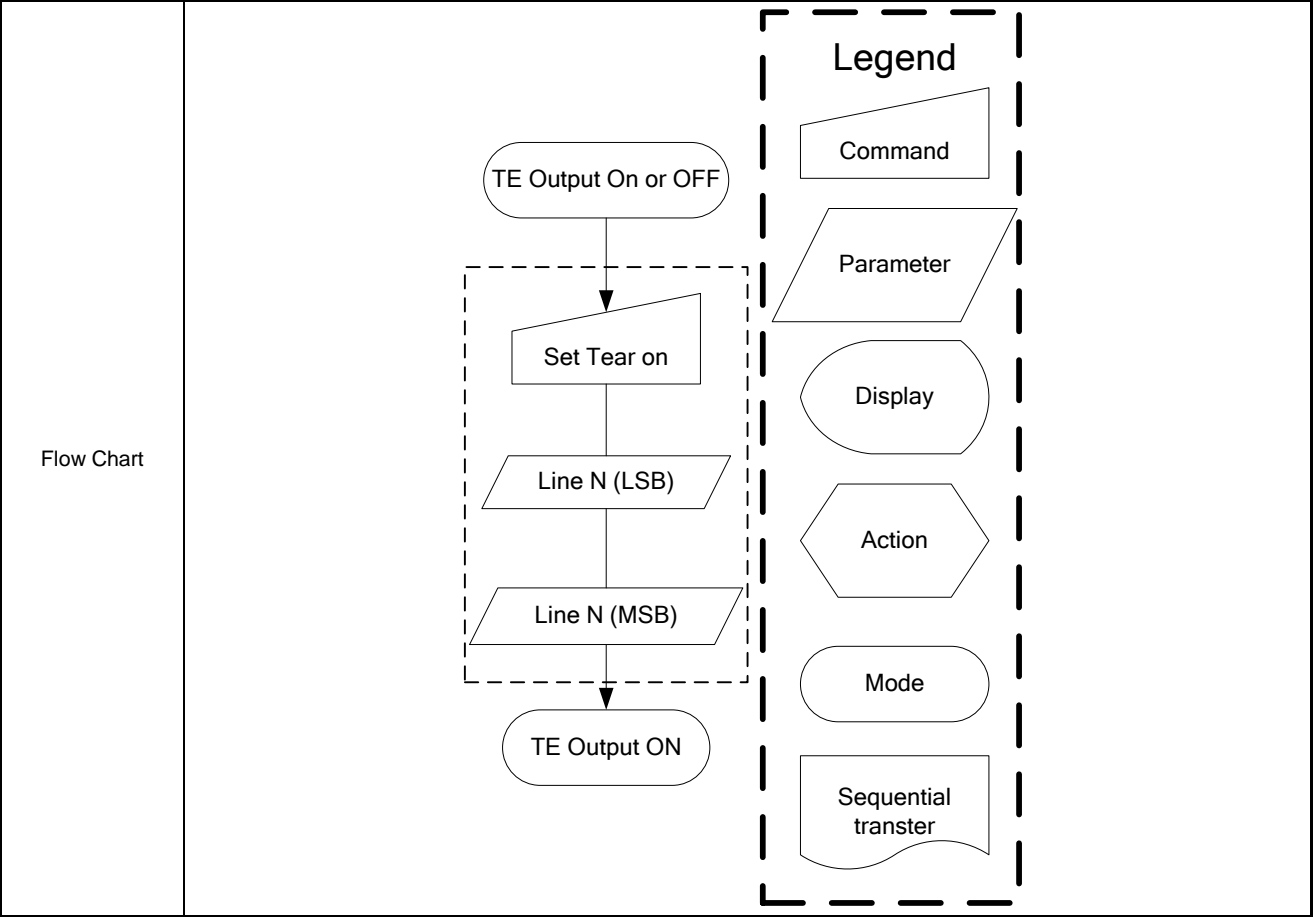 Flow Chart
TE Output On or OFF
Set Tear on
Line N (LSB)
Line N (MSB)
TE Output ON
Legend
Command
Parameter
Display
Action
Mode
Sequential
transter